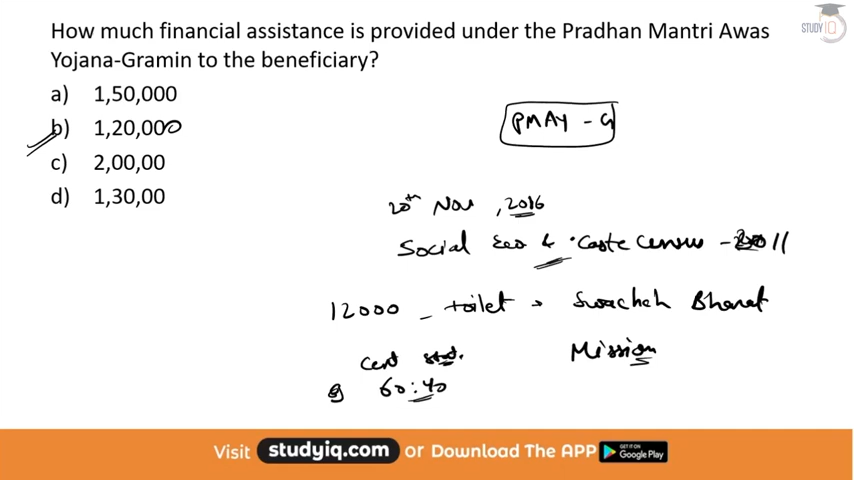 STUDY IQ
How much financial assistance is provided under the Pradhan Mantri Awas
Yojana-Gramin to the beneficiary?
a) 1,50,000
b) 1,20,000
c) 2,00,00
d) 1,30,00
PMAY - G
20th Nov, 2016
Social Eco & Caste Census - 2011
12000 - toilet → Swachch Bharat
Mission
Cent Stat.
60:40
Visit studyiq.com or Download The APP GET IT ON Google Play